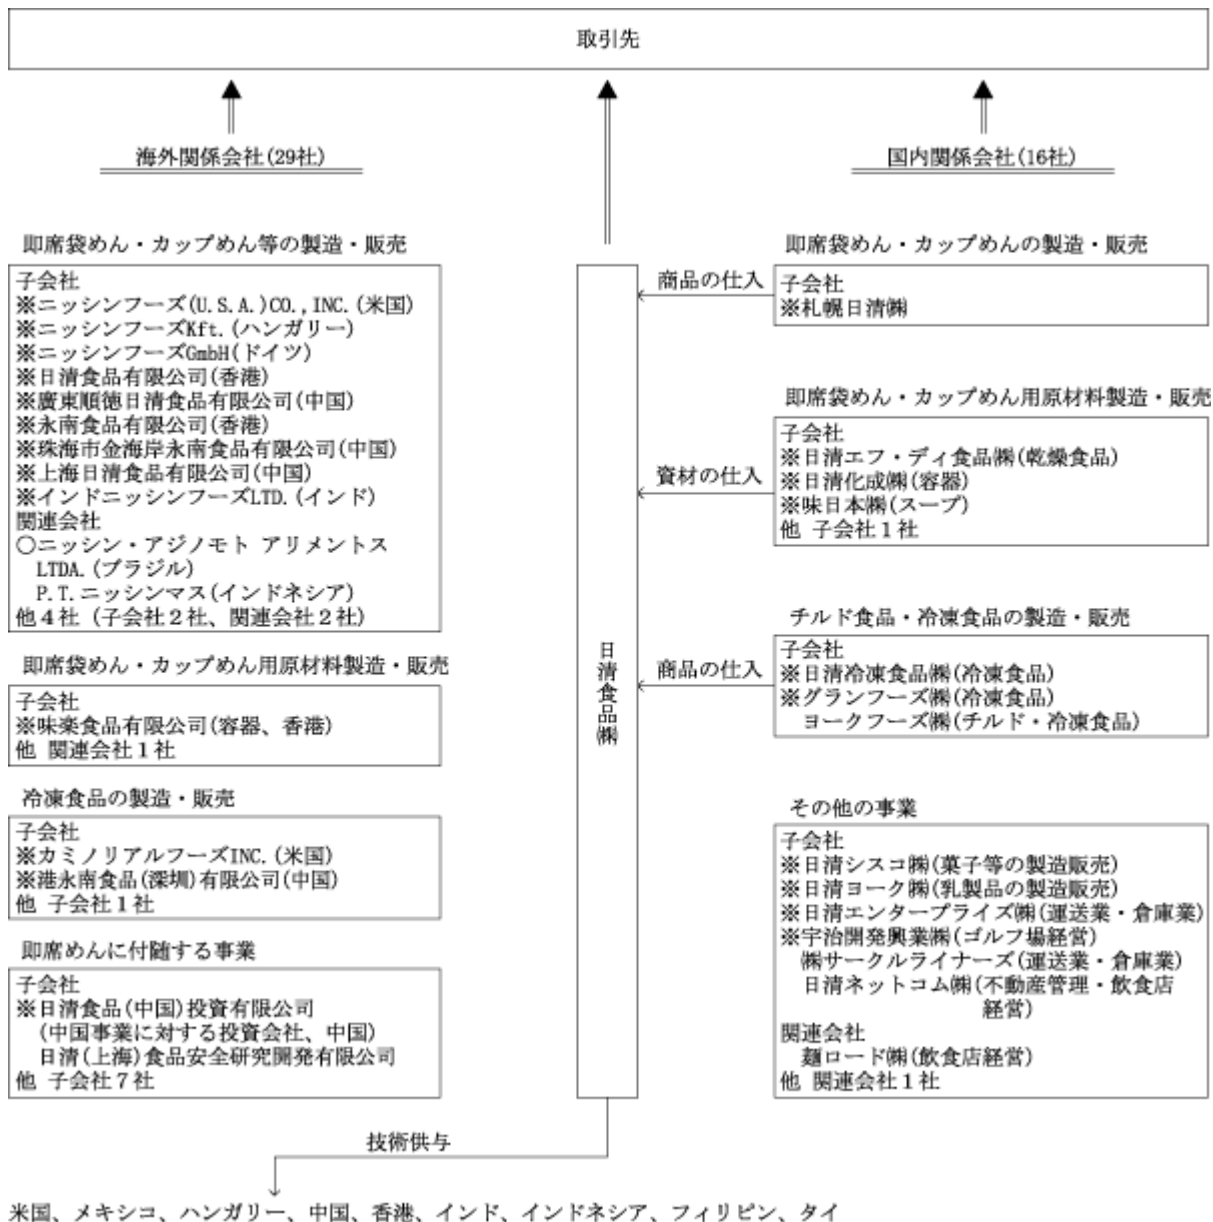 取引先
海外関係会社(29社)
即席袋めん・カップめん等の製造・販売
子会社
※ニッシンフーズ(U.S.A.)CO.,INC.(米国)
※ニッシンフーズKft.(ハンガリー)
※ニッシンフーズGmbH(ドイツ)
※日清食品有限公司(香港)
※廣東順徳日清食品有限公司(中国)
※永南食品有限公司(香港)
※珠海市金海岸永南食品有限公司(中国)
※上海日清食品有限公司(中国)
※インドニッシンフーズLTD.(インド)
関連会社
○ニッシン・アジノモト アリメントス
LTDA.(ブラジル)
P.T.ニッシンマス(インドネシア)
他４社（子会社２社、関連会社２社）
即席袋めん・カップめん用原材料製造・販売
子会社
※味楽食品有限公司(容器、香港)
他 関連会社１社
冷凍食品の製造・販売
子会社
※カミノリアルフーズINC.(米国)
※港永南食品(深圳)有限公司(中国)
他 子会社１社
即席めんに付随する事業
子会社
※日清食品(中国)投資有限公司
(中国事業に対する投資会社、中国)
日清(上海)食品安全研究開発有限公司
他 子会社７社
日清食品㈱
国内関係会社(16社)
即席袋めん・カップめんの製造・販売
商品の仕入
子会社
※札幌日清㈱
即席袋めん・カップめん用原材料製造・販売
資材の仕入
子会社
※日清エフ・ディ食品㈱(乾燥食品)
※日清化成㈱(容器)
※味日本㈱(スープ)
他 子会社１社
チルド食品・冷凍食品の製造・販売
商品の仕入
子会社
※日清冷凍食品㈱(冷凍食品)
※グランフーズ㈱(冷凍食品)
ヨークフーズ㈱(チルド・冷凍食品)
その他の事業
子会社
※日清シスコ㈱(菓子等の製造販売)
※日清ヨーク㈱(乳製品の製造販売)
※日清エンタープライズ㈱(運送業・倉庫業)
※宇治開発興業㈱(ゴルフ場経営)
㈱サークルライナーズ(運送業・倉庫業)
日清ネットコム㈱(不動産管理・飲食店
経営)
関連会社
麺ロード㈱(飲食店経営)
他 関連会社１社
技術供与
米国、メキシコ、ハンガリー、中国、香港、インド、インドネシア、フィリピン、タイ